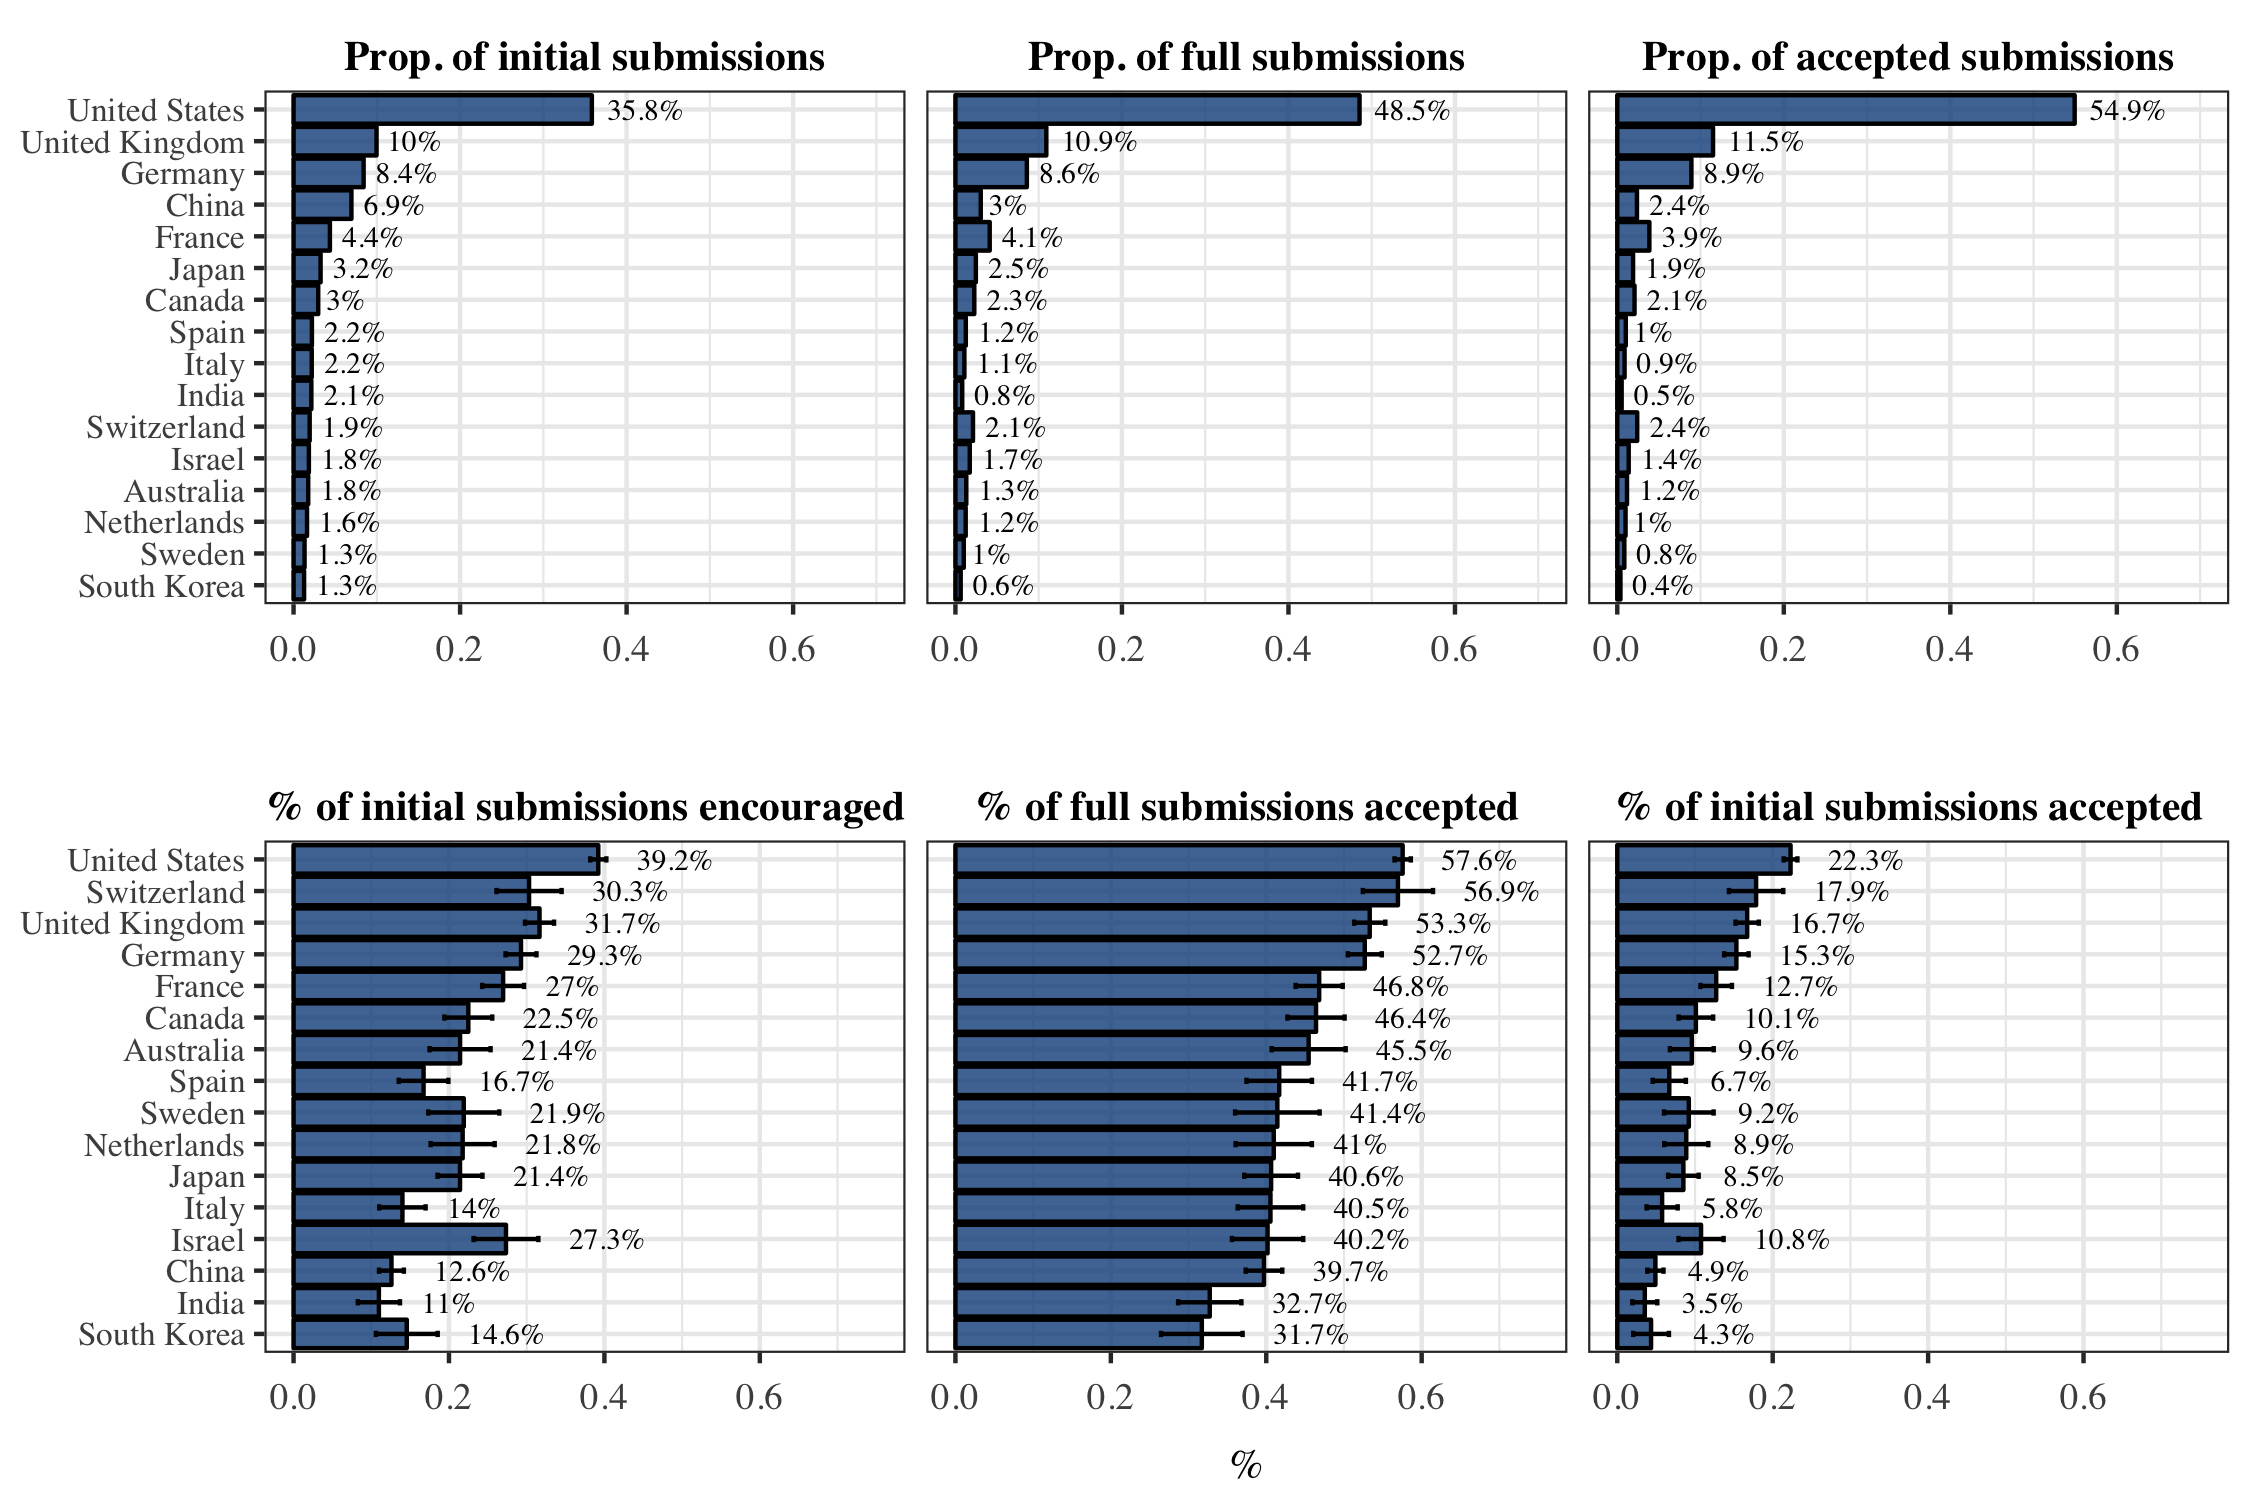 Prop. of initial submissions
Prop. of full submissions
Prop. of accepted submissions
United States 35.8% 48.5% 54.9%
United Kingdom 10% 10.9% 11.5%
Germany 8.4% 8.6% 8.9%
China 6.9% 3% 2.4%
France 4.4% 4.1% 3.9%
Japan 3.2% 2.5% 1.9%
Canada 3% 2.3% 2.1%
Spain 2.2% 1.2% 1%
Italy 2.2% 1.1% 0.9%
India 2.1% 0.8% 0.5%
Switzerland 1.9% 2.1% 2.4%
Israel 1.8% 1.7% 1.4%
Australia 1.8% 1.3% 1.2%
Netherlands 1.6% 1.2% 1%
Sweden 1.3% 1% 0.8%
South Korea 1.3% 0.6% 0.4%
0.0 0.2 0.4 0.6 0.0 0.2 0.4 0.6 0.0 0.2 0.4 0.6
% of initial submissions encouraged
% of full submissions accepted
% of initial submissions accepted
United States 39.2% 57.6% 22.3%
Switzerland 30.3% 56.9% 17.9%
United Kingdom 31.7% 53.3% 16.7%
Germany 29.3% 52.7% 15.3%
France 27% 46.8% 12.7%
Canada 22.5% 46.4% 10.1%
Australia 21.4% 45.5% 9.6%
Spain 16.7% 41.7% 6.7%
Sweden 21.9% 41.4% 9.2%
Netherlands 21.8% 41% 8.9%
Japan 21.4% 40.6% 8.5%
Italy 14% 40.5% 5.8%
Israel 27.3% 40.2% 10.8%
China 12.6% 39.7% 4.9%
India 11% 32.7% 3.5%
South Korea 14.6% 31.7% 4.3%
0.0 0.2 0.4 0.6 0.0 0.2 0.4 0.6 0.0 0.2 0.4 0.6
%